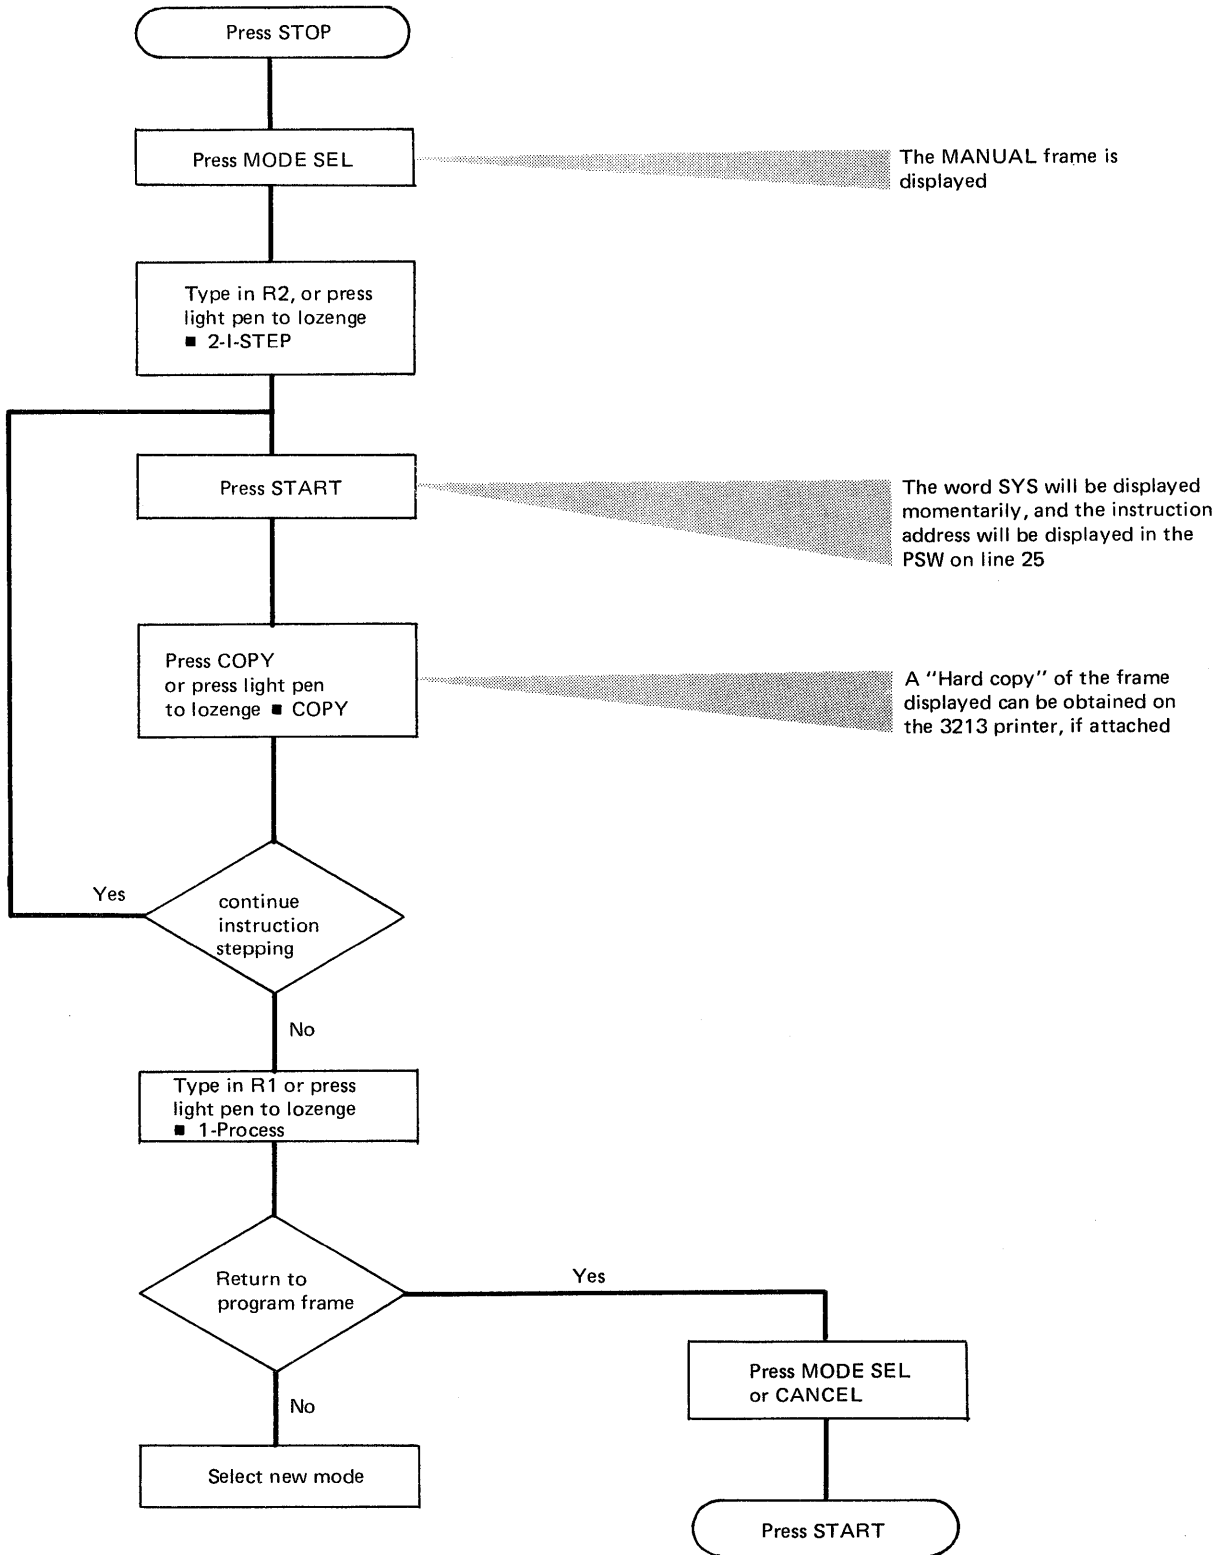 Press STOP
Press MODE SEL
The MANUAL frame is
displayed
Type in R2, or press
light pen to lozenge
■ 2-I-STEP
Press START
The word SYS will be displayed
momentarily, and the instruction
address will be displayed in the
PSW on line 25
Press COPY
or press light pen
to lozenge ■ COPY
A "Hard copy" of the frame
displayed can be obtained on
the 3213 printer, if attached
Yes
continue
instruction
stepping
No
Type in R1 or press
light pen to lozenge
■ 1-Process
Return to
program frame
Yes
Press MODE SEL
or CANCEL
No
Select new mode
Press START